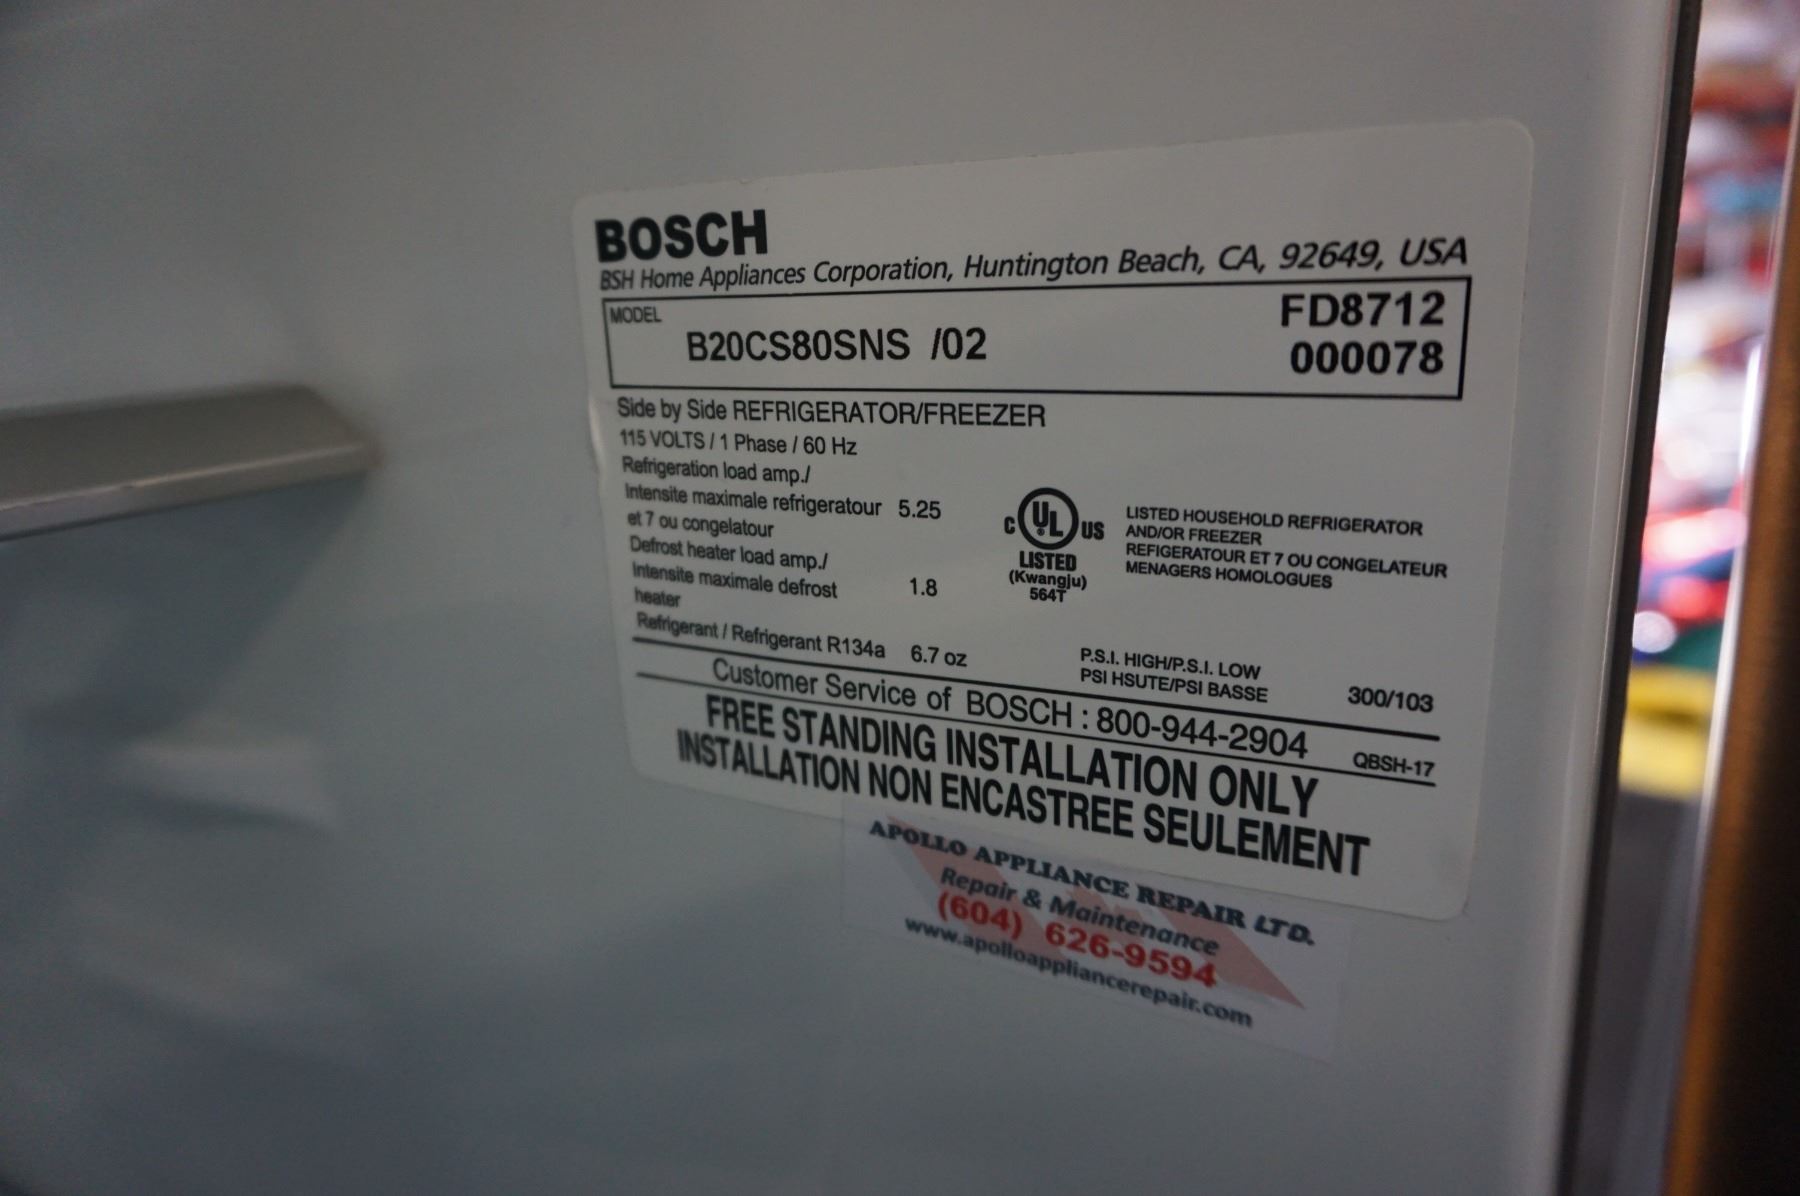 BOSCH
BSH Home Appliances Corporation, Huntington Beach, CA, 92649, USA
MODEL
B20CS80SNS /02
FD8712
000078
Side by Side REFRIGERATOR/FREEZER
115 VOLTS / 1 Phase / 60 Hz
Refrigeration load amp./
Intensite maximale refrigeratour 5.25
et 7 ou congelatour
Defrost heater load amp./
Intensite maximale defrost 1.8
heater
Refrigerant / Refrigerant R134a 6.7 oz
C UL US
LISTED
(Kwangju)
564T
LISTED HOUSEHOLD REFRIGERATOR
AND/OR FREEZER
REFIGERATOUR ET 7 OU CONGELATEUR
MENAGERS HOMOLOGUES
P.S.I. HIGH/P.S.I. LOW
PSI HSUTE/PSI BASSE 300/103
Customer Service of BOSCH : 800-944-2904 QBSH-17
FREE STANDING INSTALLATION ONLY
INSTALLATION NON ENCASTREE SEULEMENT
APOLLO APPLIANCE REPAIR LTD.
Repair & Maintenance
(604) 626-9594
www.apolloappliancerepair.com